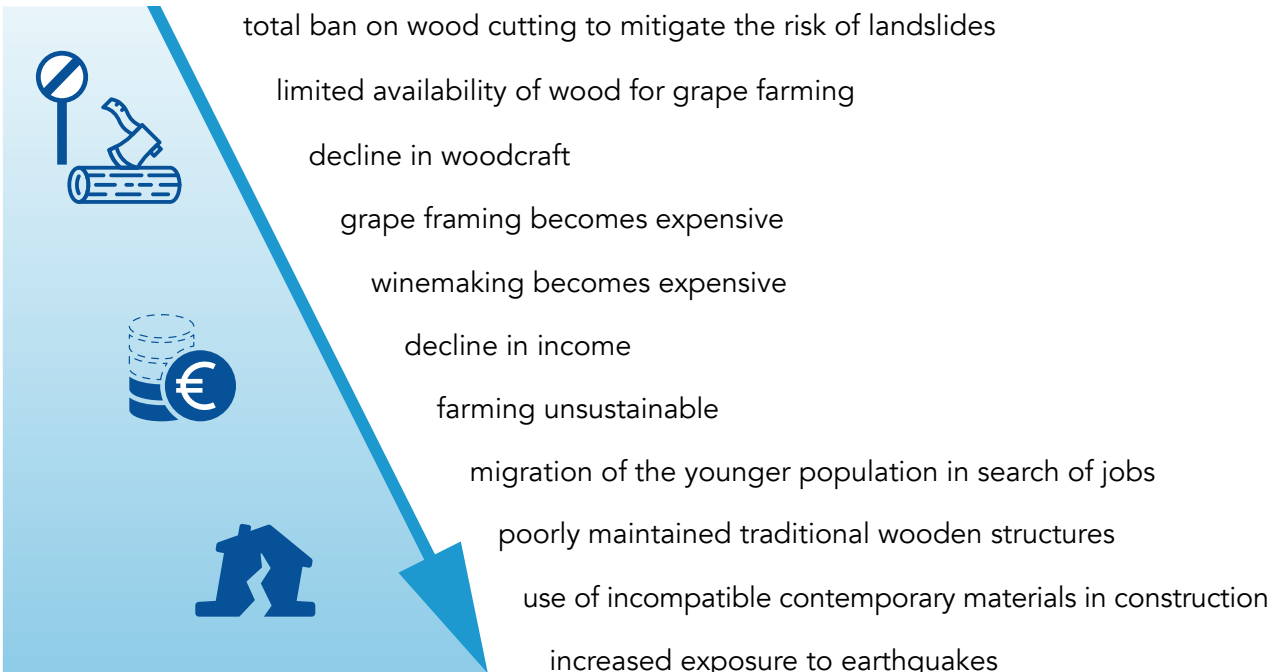 total ban on wood cutting to mitigate the risk of landslides
limited availability of wood for grape farming
decline in woodcraft
grape framing becomes expensive
winemaking becomes expensive
decline in income
€
farming unsustainable
migration of the younger population in search of jobs
poorly maintained traditional wooden structures
use of incompatible contemporary materials in construction
increased exposure to earthquakes